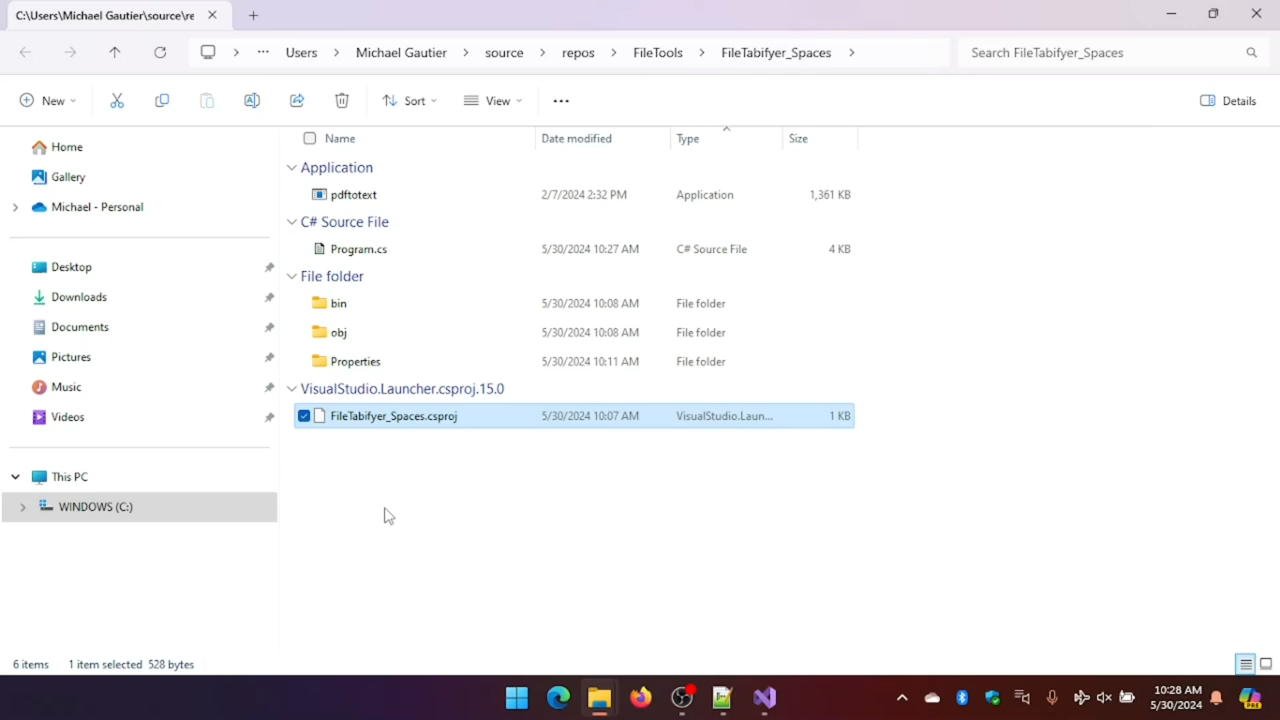 C:\Users\Michael Gautier\source\re
Users > Michael Gautier > source > repos > FileTools > FileTabifyer_Spaces >
Search FileTabifyer_Spaces
New
Sort
View
Details
Home
Gallery
Michael - Personal
Desktop
Downloads
Documents
Pictures
Music
Videos
This PC
WINDOWS (C:)
Name Date modified Type Size
Application
pdftotext 2/7/2024 2:32 PM Application 1,361 KB
C# Source File
Program.cs 5/30/2024 10:27 AM C# Source File 4 KB
File folder
bin 5/30/2024 10:08 AM File folder
obj 5/30/2024 10:08 AM File folder
Properties 5/30/2024 10:11 AM File folder
VisualStudio.Launcher.csproj.15.0
FileTabifyer_Spaces.csproj 5/30/2024 10:07 AM VisualStudio.Laun... 1 KB
6 items 1 item selected 528 bytes
10:28 AM
5/30/2024
PRE